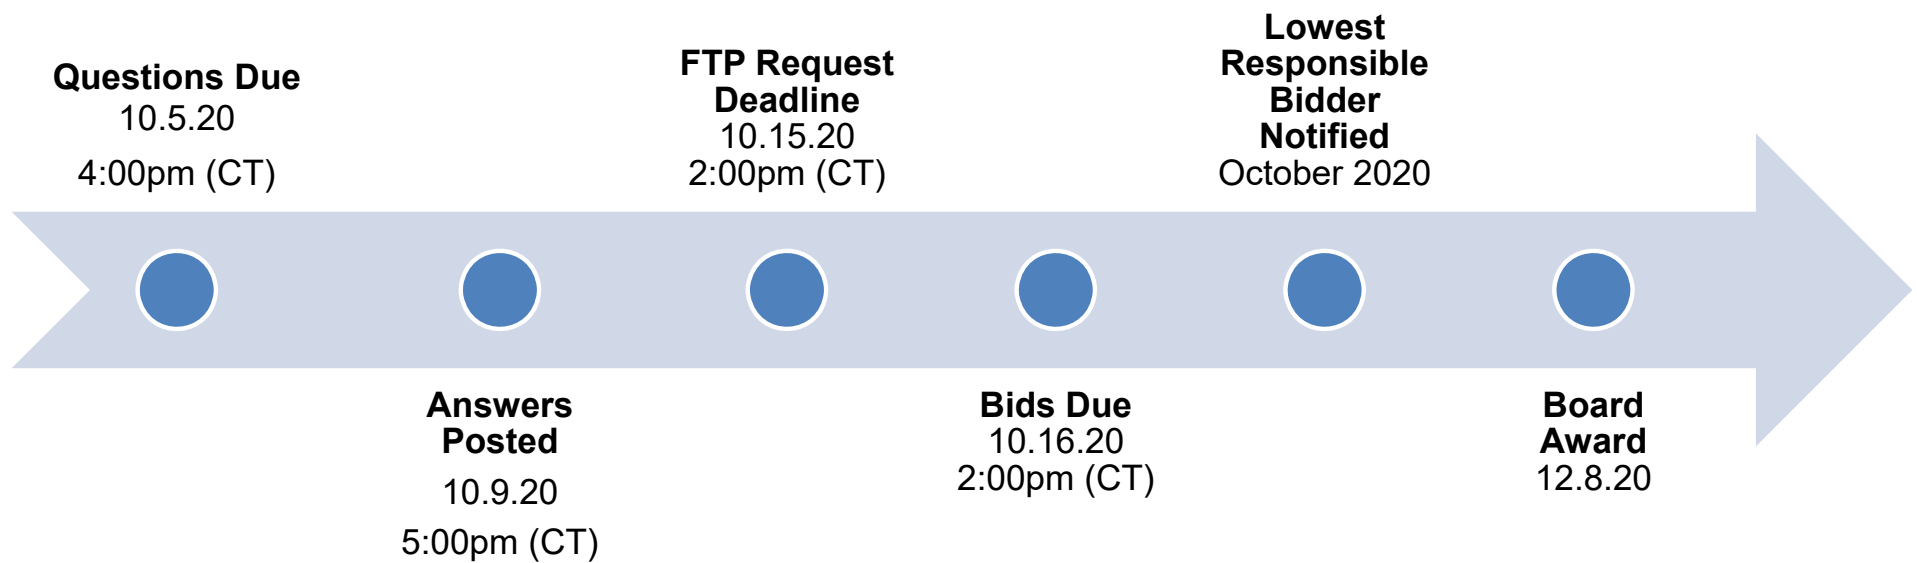 Questions Due
10.5.20
4:00pm (CT)
Answers
Posted
10.9.20
5:00pm (CT)
FTP Request
Deadline
10.15.20
2:00pm (CT)
Bids Due
10.16.20
2:00pm (CT)
Lowest
Responsible
Bidder
Notified
October 2020
Board
Award
12.8.20